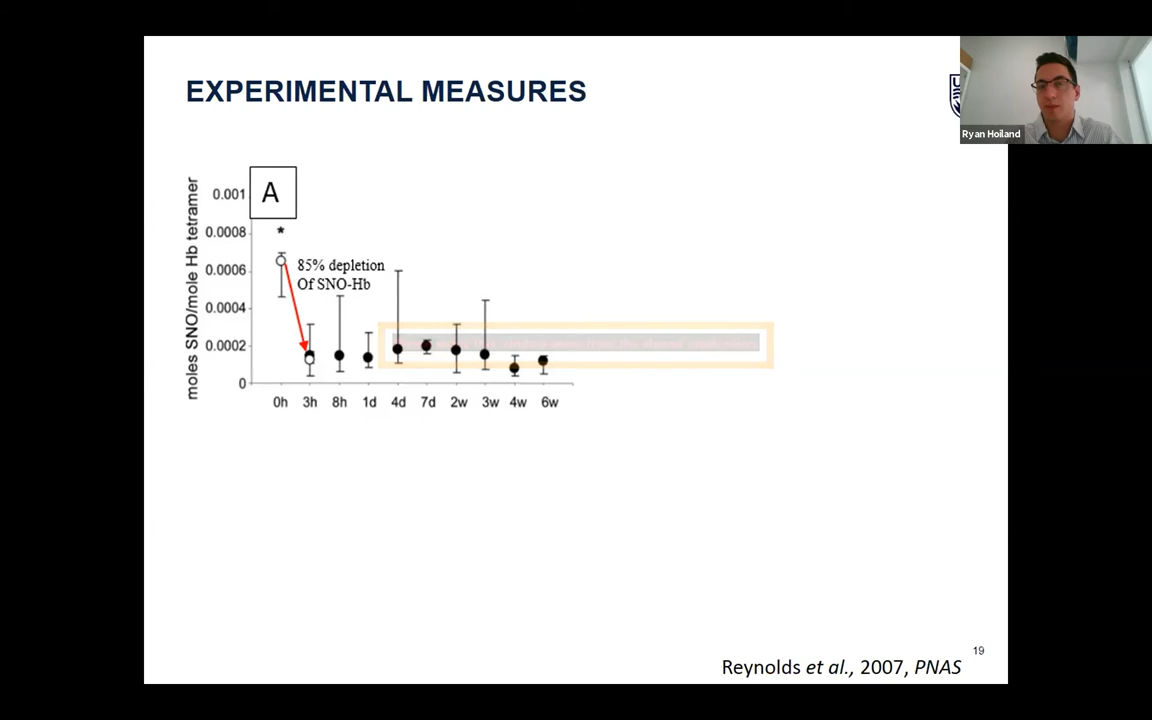 EXPERIMENTAL MEASURES
Ryan Hoiland
A
moles SNO/mole Hb tetramer
0.001
0.0008
0.0006
0.0004
0.0002
0
*
85% depletion
Of SNO-Hb
0h 3h 8h 1d 4d 7d 2w 3w 4w 6w
19
Reynolds et al., 2007, PNAS